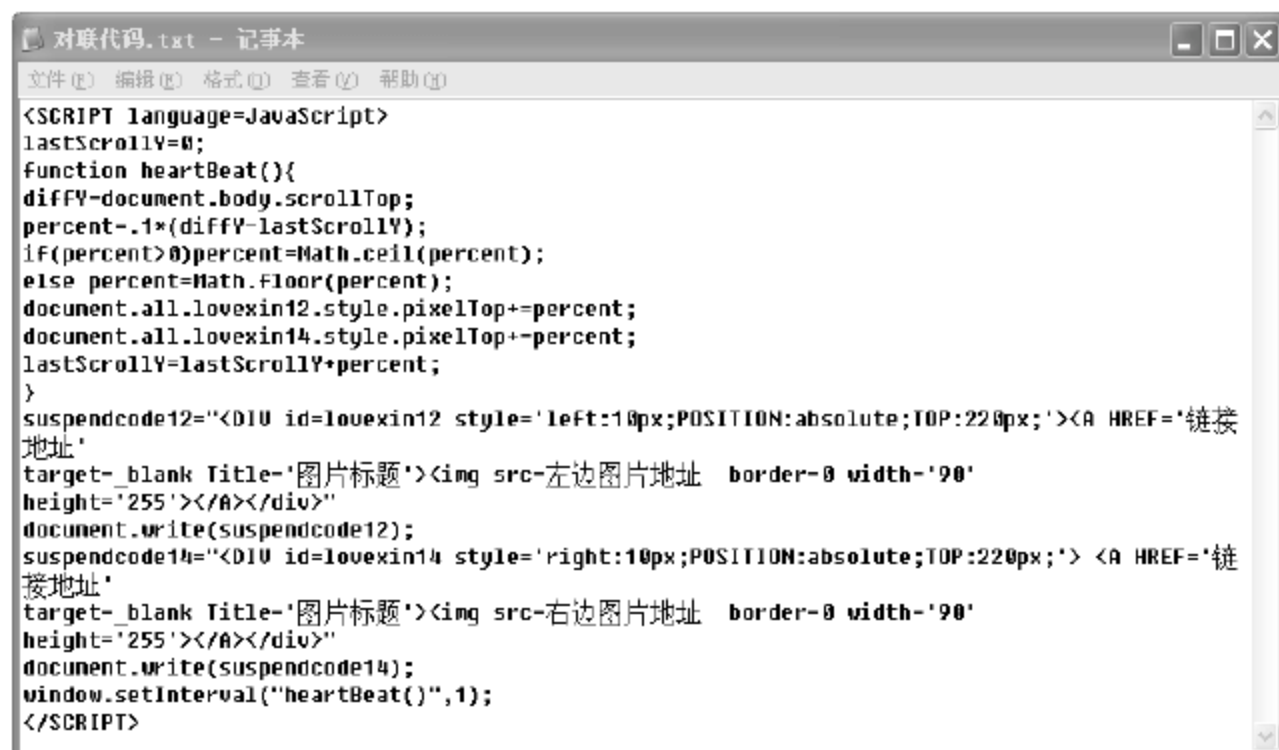 对联代码.txt - 记事本
文件(F) 编辑(E) 格式(O) 查看(V) 帮助(H)
<SCRIPT language=JavaScript>
lastScrollY=0;
function heartBeat(){
diffY=document.body.scrollTop;
percent=.1*(diffY-lastScrollY);
if(percent>0)percent=Math.ceil(percent);
else percent=Math.floor(percent);
document.all.lovexin12.style.pixelTop+=percent;
document.all.lovexin14.style.pixelTop+=percent;
lastScrollY=lastScrollY+percent;
}
suspendcode12="<DIV id=lovexin12 style='left:10px;POSITION:absolute;TOP:220px;'><A HREF='链接
地址'
target=_blank Title='图片标题'><img src=左边图片地址  border=0 width='90'
height='255'></A></div>"
document.write(suspendcode12);
suspendcode14="<DIV id=lovexin14 style='right:10px;POSITION:absolute;TOP:220px;'> <A HREF='链
接地址'
target=_blank Title='图片标题'><img src=右边图片地址  border=0 width='90'
height='255'></A></div>"
document.write(suspendcode14);
window.setInterval("heartBeat()",1);
</SCRIPT>